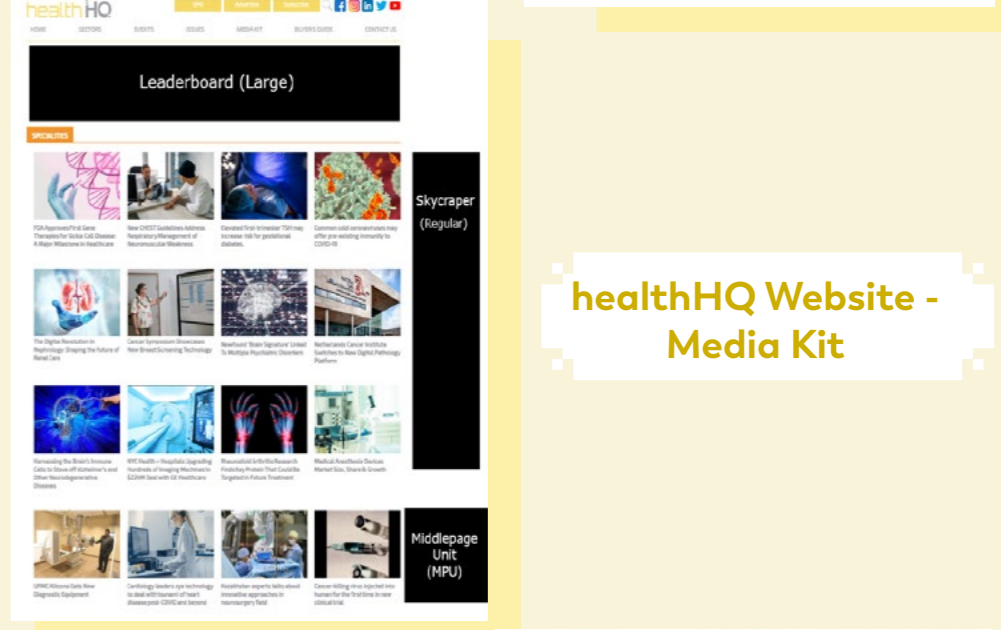 health HQ
Subscribe
HOME SECTORS EVENTS ISSUES MEDIA KIT BUYERS GUIDE CONTACT US
Leaderboard (Large)
SPECIALITIES
Skycraper
(Regular)
FDA Approves First Gene
Therapies for Sickle Cell Disease:
A Major Milestone in Healthcare
New CHEST Guidelines Address
Respiratory Management of
Neuromuscular Weakness
Elevated first-trimester TSH may
increase risk for gestational
diabetes.
Common cold coronaviruses may
offer pre-existing immunity to
COVID-19
The Digital Revolution in
Nephrology: Shaping the future of
Renal Care
Cancer Symposium Showcases
New Breast Screening Technology
Newfound 'Brain Signature' Linked
To Multiple Psychiatric Disorders
Netherlands Cancer Institute
Switches to New Digital Pathology
Platform
Harnessing the Brain's Immune
Cells to Stave off Alzheimer's and
Other Neurodegenerative
Diseases
NYC Health + Hospitals Upgrading
Hundreds of Imaging Machines in
$224M Deal with GE Healthcare
Rheumatoid Arthritis Research
Finds Key Protein That Could Be
Targeted in Future Treatment
Medical Anesthesia Devices
Market Size, Share & Growth
Middlepage
Unit
(MPU)
UPMC Altoona Gets New
Diagnostic Equipment
Cardiology leaders eye technology
to deal with tsunami of heart
disease post-COVID and beyond
Kazakhstan experts talks about
innovative approaches in
neurosurgery field
Cancer-killing virus injected into
human for the first time in new
clinical trial
healthHQ Website -
Media Kit